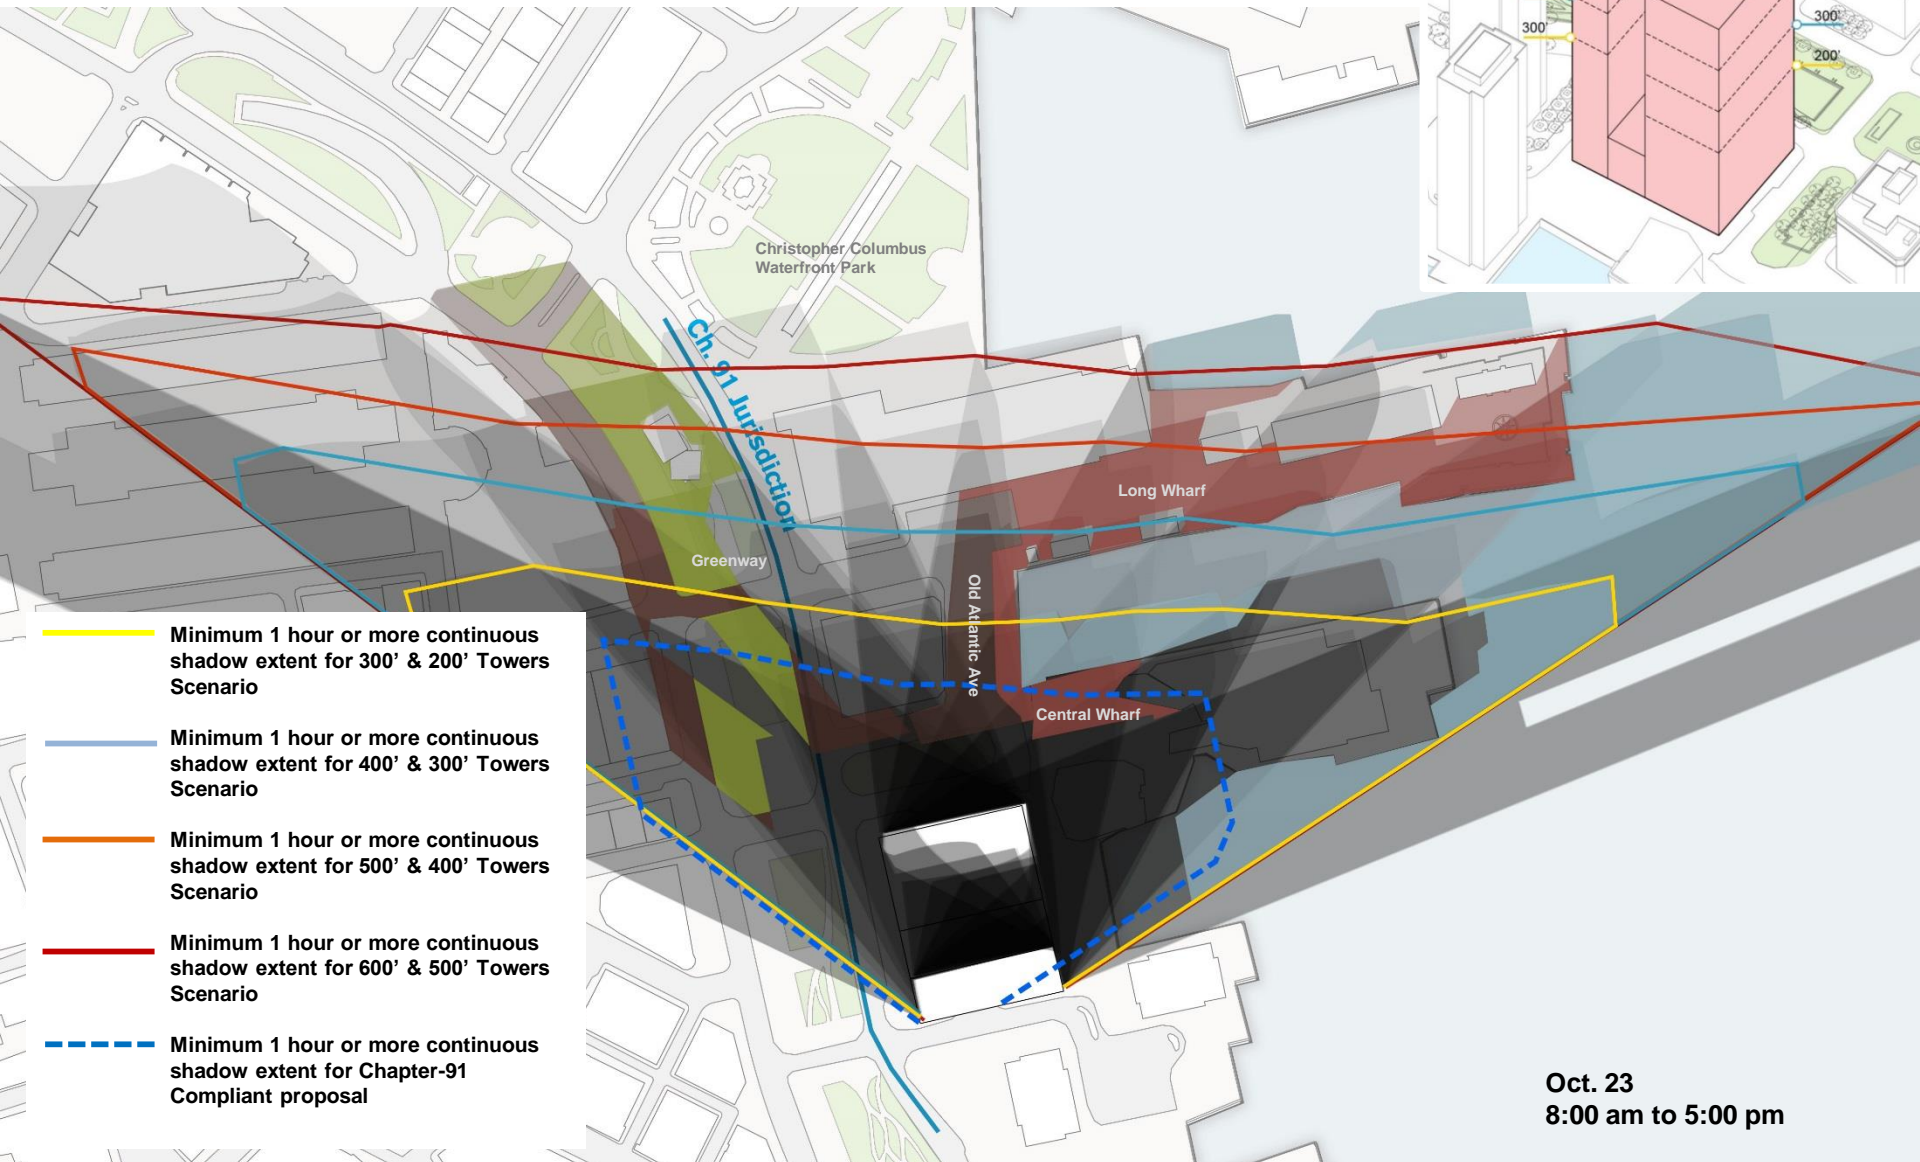 300'
300'
200'
Christopher Columbus
Waterfront Park
Ch. 91 Jurisdiction
Long Wharf
Greenway
Old Atlantic Ave
Central Wharf
Minimum 1 hour or more continuous
shadow extent for 300' & 200' Towers
Scenario
Minimum 1 hour or more continuous
shadow extent for 400' & 300' Towers
Scenario
Minimum 1 hour or more continuous
shadow extent for 500' & 400' Towers
Scenario
Minimum 1 hour or more continuous
shadow extent for 600' & 500' Towers
Scenario
Minimum 1 hour or more continuous
shadow extent for Chapter-91
Compliant proposal
Oct. 23
8:00 am to 5:00 pm